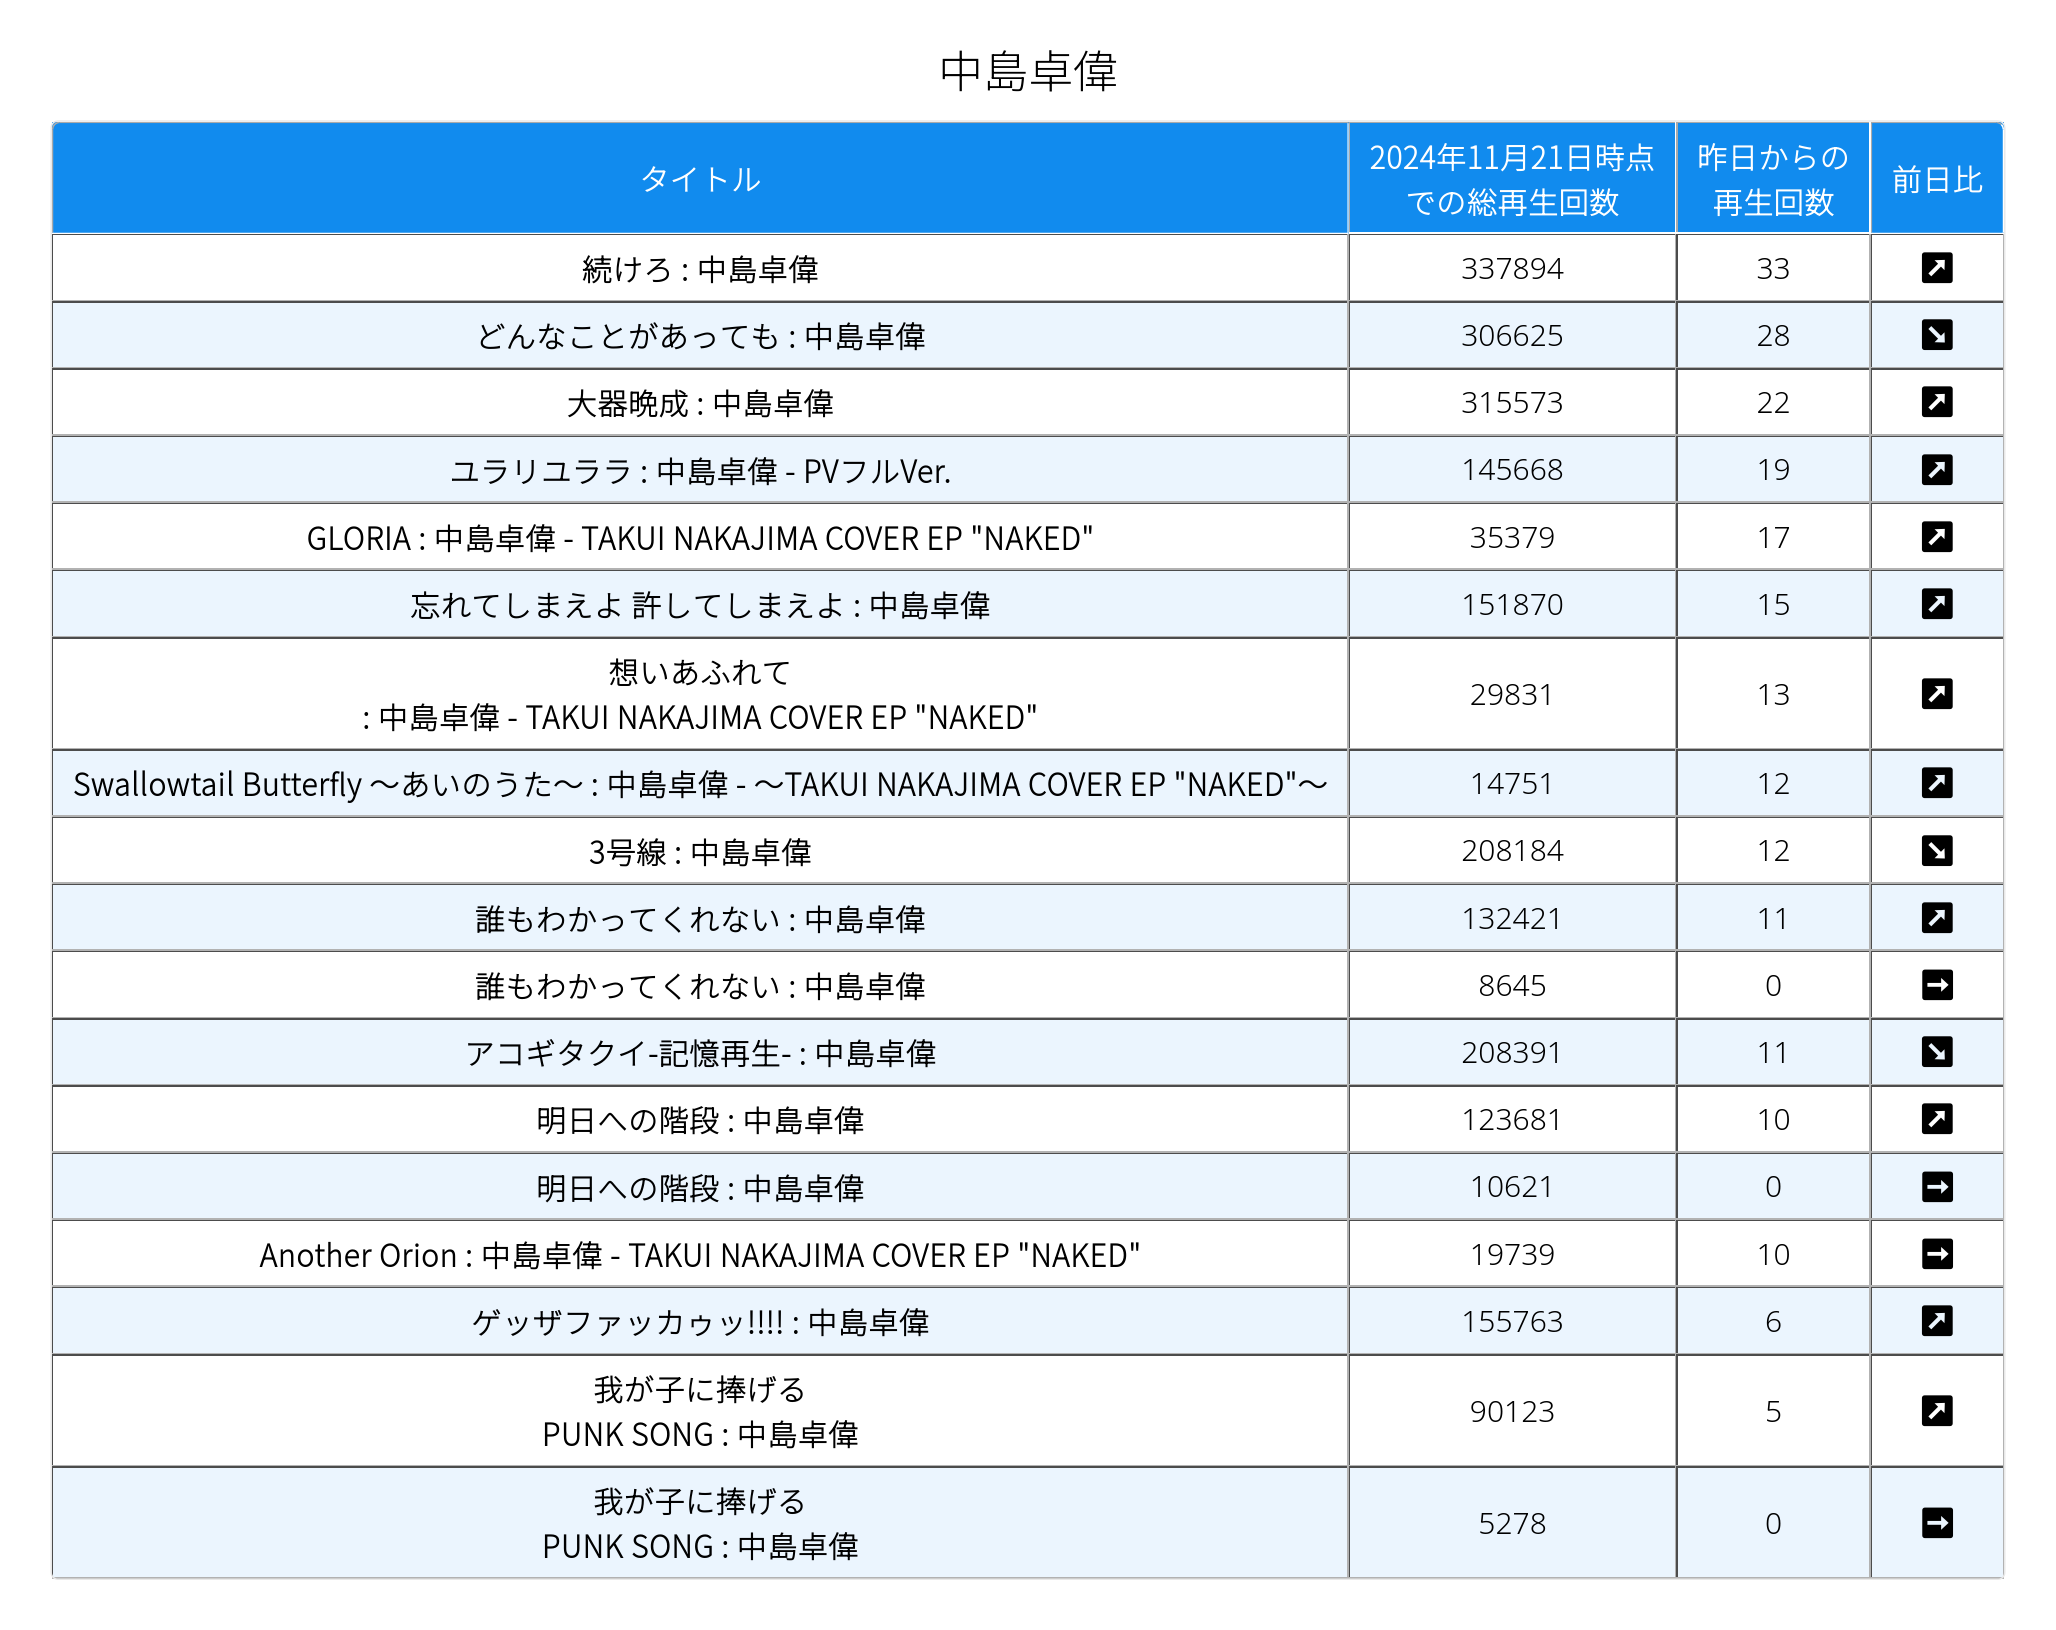 中島卓偉
タイトル
2024年11月21日時点
での総再生回数
昨日からの
再生回数
前日比
続けろ : 中島卓偉
337894
33
どんなことがあっても : 中島卓偉
306625
28
大器晩成 : 中島卓偉
315573
22
ユラリユララ : 中島卓偉 - PVフルVer.
145668
19
GLORIA : 中島卓偉 - TAKUI NAKAJIMA COVER EP "NAKED"
35379
17
忘れてしまえよ 許してしまえよ : 中島卓偉
151870
15
想いあふれて
: 中島卓偉 - TAKUI NAKAJIMA COVER EP "NAKED"
29831
13
Swallowtail Butterfly 〜あいのうた〜 : 中島卓偉 - 〜TAKUI NAKAJIMA COVER EP "NAKED"〜
14751
12
3号線 : 中島卓偉
208184
12
誰もわかってくれない : 中島卓偉
132421
11
誰もわかってくれない : 中島卓偉
8645
0
アコギタクイ-記憶再生- : 中島卓偉
208391
11
明日への階段 : 中島卓偉
123681
10
明日への階段 : 中島卓偉
10621
0
Another Orion : 中島卓偉 - TAKUI NAKAJIMA COVER EP "NAKED"
19739
10
ゲッザファッカゥッ!!!! : 中島卓偉
155763
6
我が子に捧げる
PUNK SONG : 中島卓偉
90123
5
我が子に捧げる
PUNK SONG : 中島卓偉
5278
0